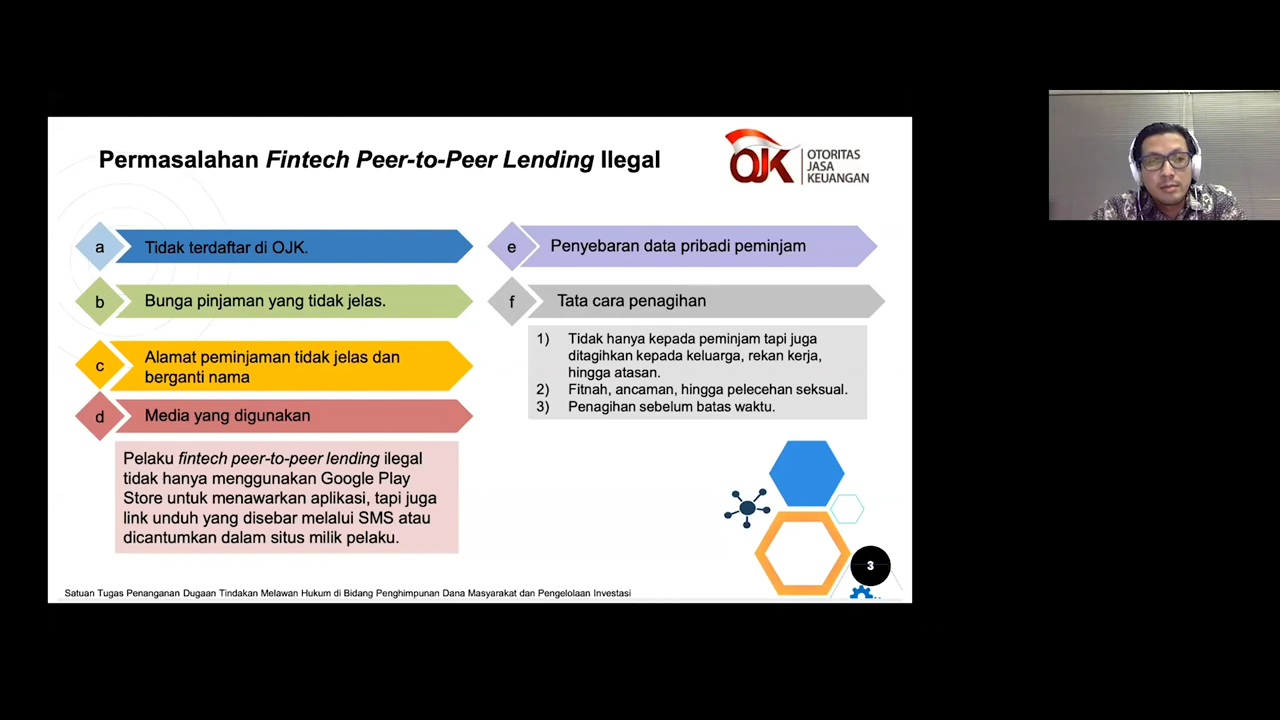 Permasalahan Fintech Peer-to-Peer Lending Ilegal
OJK
OTORITAS
JASA
KEUANGAN
a
Tidak terdaftar di OJK.
b
Bunga pinjaman yang tidak jelas.
c
Alamat peminjaman tidak jelas dan
berganti nama
d
Media yang digunakan
Pelaku fintech peer-to-peer lending ilegal
tidak hanya menggunakan Google Play
Store untuk menawarkan aplikasi, tapi juga
link unduh yang disebar melalui SMS atau
dicantumkan dalam situs milik pelaku.
e
Penyebaran data pribadi peminjam
f
Tata cara penagihan
1) Tidak hanya kepada peminjam tapi juga
ditagihkan kepada keluarga, rekan kerja,
hingga atasan.
2) Fitnah, ancaman, hingga pelecehan seksual.
3) Penagihan sebelum batas waktu.
3
Satuan Tugas Penanganan Dugaan Tindakan Melawan Hukum di Bidang Penghimpunan Dana Masyarakat dan Pengelolaan Investasi